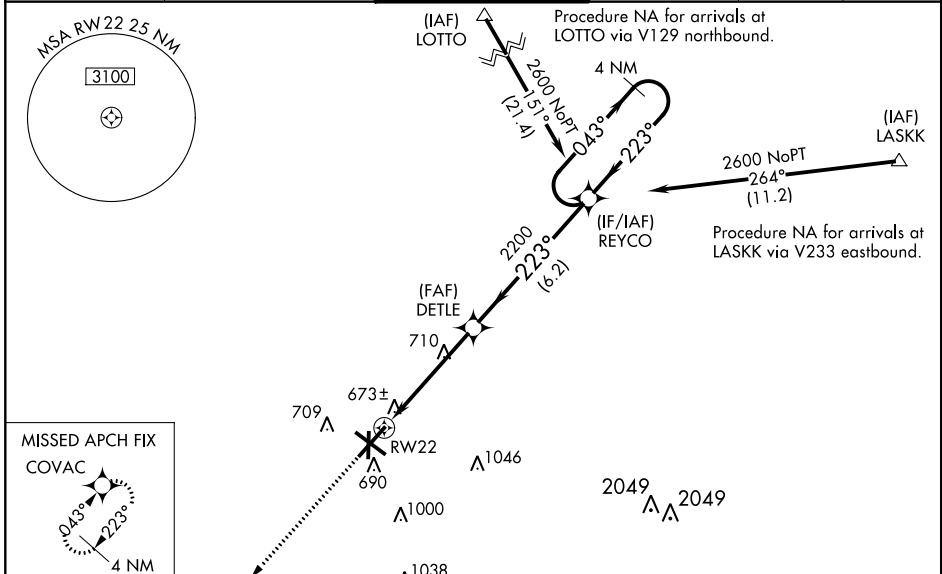 MSA RW22 25 NM
3100
(IAF)
LOTTO
Procedure NA for arrivals at
LOTTO via V129 northbound.
2600 NoPT
151°
(21.4)
4 NM
043°
223°
(IAF)
LASKK
2600 NoPT
264°
(11.2)
(IF/IAF)
REYCO
Procedure NA for arrivals at
LASKK via V233 eastbound.
2200
223°
(6.2)
(FAF)
DETLE
710
673±
709
RW22
690
1046
1000
2049
2049
1038
MISSED APCH FIX
COVAC
043°
223°
4 NM